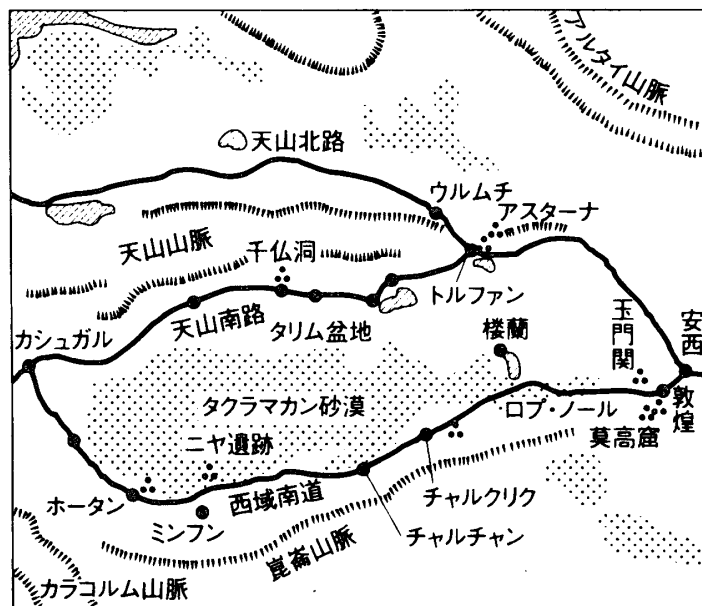 アルタイ山脈
天山北路
ウルムチ
アスターナ
天山山脈
千仏洞
トルファン
天山南路
タリム盆地
カシュガル
楼蘭
玉門関
安西
タクラマカン砂漠
ロプ・ノール
敦煌
ニヤ遺跡
莫高窟
ホータン
西域南道
チャルクリク
ミンフン
チャルチャン
崑崙山脈
カラコルム山脈